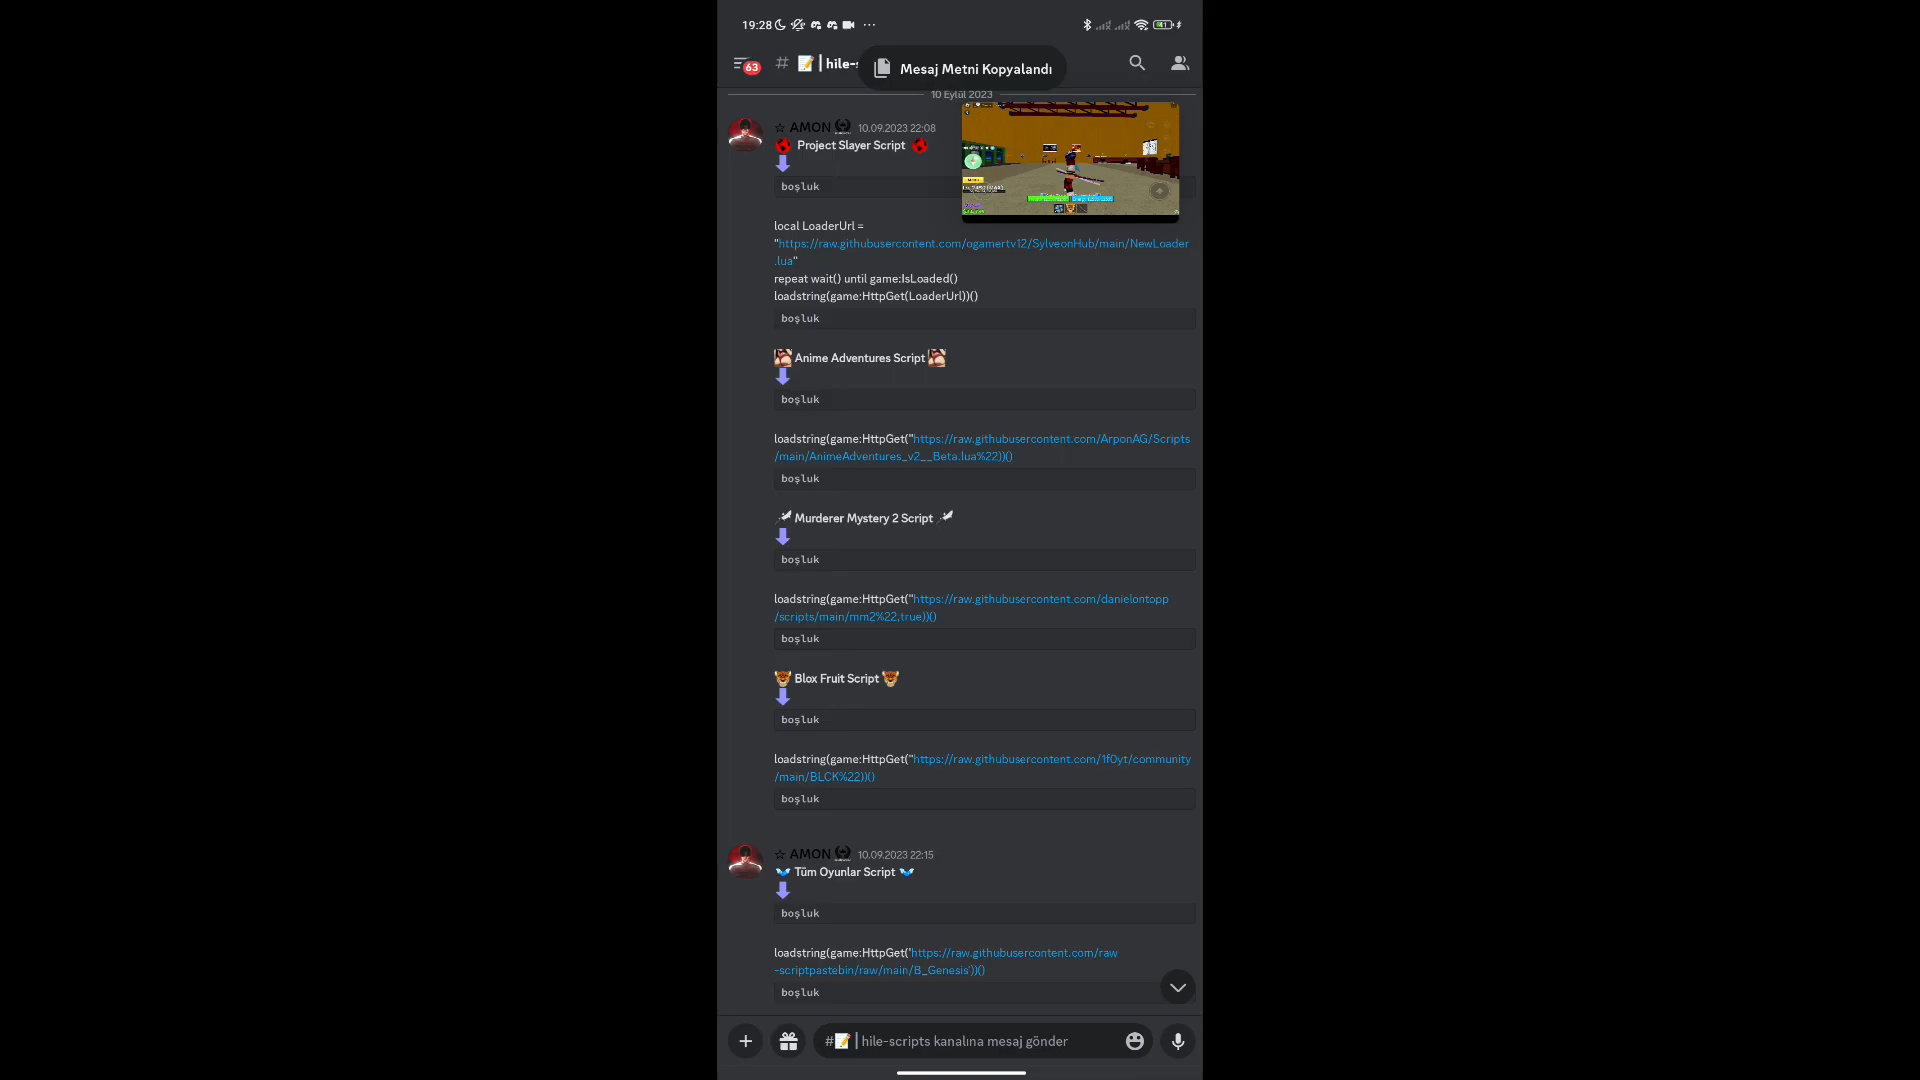 19:28
63
# | hile-s
Mesaj Metni Kopyalandı
10 Eylül 2023
☆ AMON 10.09.2023 22:08
Project Slayer Script
boşluk
local LoaderUrl =
"https://raw.githubusercontent.com/ogamertv12/SylveonHub/main/NewLoader
.lua"
repeat wait() until game:IsLoaded()
loadstring(game:HttpGet(LoaderUrl))()
boşluk
Anime Adventures Script
boşluk
loadstring(game:HttpGet("https://raw.githubusercontent.com/ArponAG/Scripts
/main/AnimeAdventures_v2__Beta.lua%22))()
boşluk
Murderer Mystery 2 Script
boşluk
loadstring(game:HttpGet("https://raw.githubusercontent.com/danielontopp
/scripts/main/mm2%22,true))()
boşluk
Blox Fruit Script
boşluk
loadstring(game:HttpGet("https://raw.githubusercontent.com/1f0yt/community
/main/BLCK%22))()
boşluk
☆ AMON 10.09.2023 22:15
Tüm Oyunlar Script
boşluk
loadstring(game:HttpGet('https://raw.githubusercontent.com/raw
-scriptpastebin/raw/main/B_Genesis'))()
boşluk
# | hile-scripts kanalına mesaj gönder